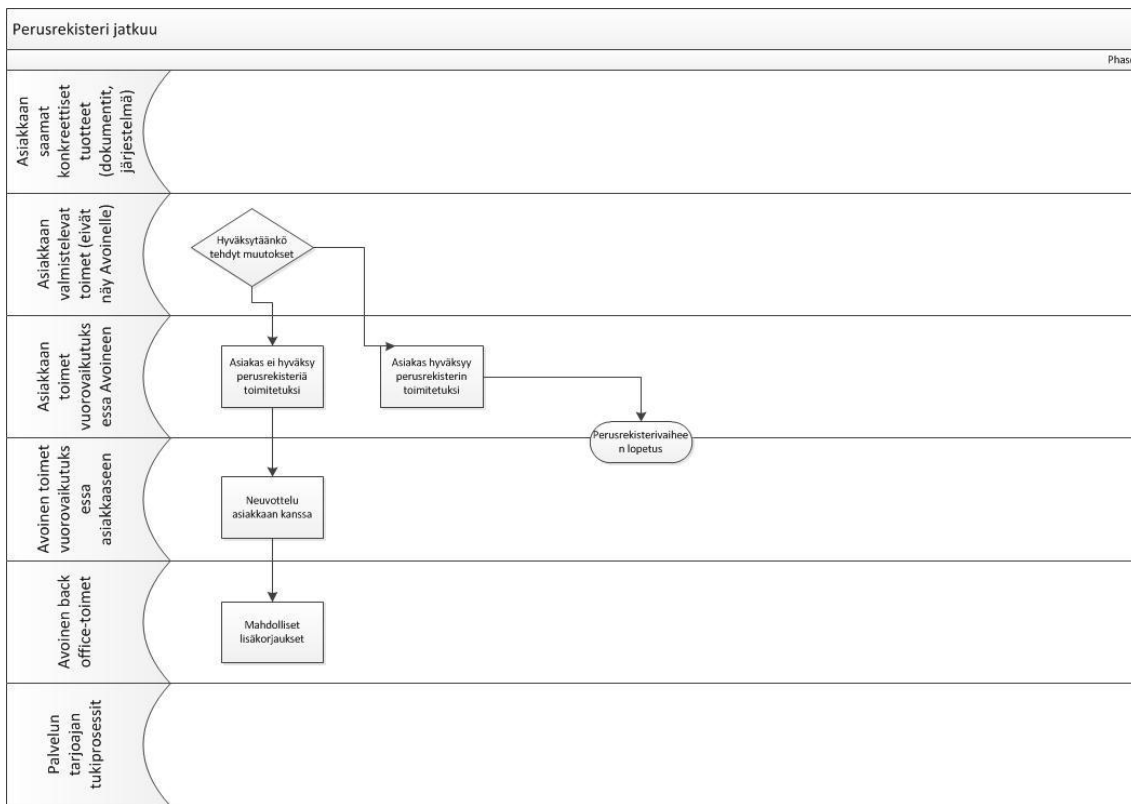 Perusrekisteri jatkuu
Phase
Asiakkaan
saamat
konkreettiset
tuotteet
(dokumentit,
järjestelmä)
Asiakkaan
valmistelevat
toimet (eivät
näy Avoinelle)
Hyväksytäänkö
tehdyt muutokset
Asiakkaan
toimet
vuorovaikutuks
essa Avoineen
Asiakas ei hyväksy
perusrekisteriä
toimitetuksi
Asiakas hyväksyy
perusrekisterin
toimitetuksi
Perusrekisterivaihee
n lopetus
Avoinen toimet
vuorovaikutuks
essa
asiakkaaseen
Neuvottelu
asiakkaan kanssa
Avoinen back
office-toimet
Mahdolliset
lisäkorjaukset
Palvelun
tarjoajan
tukiprosessit